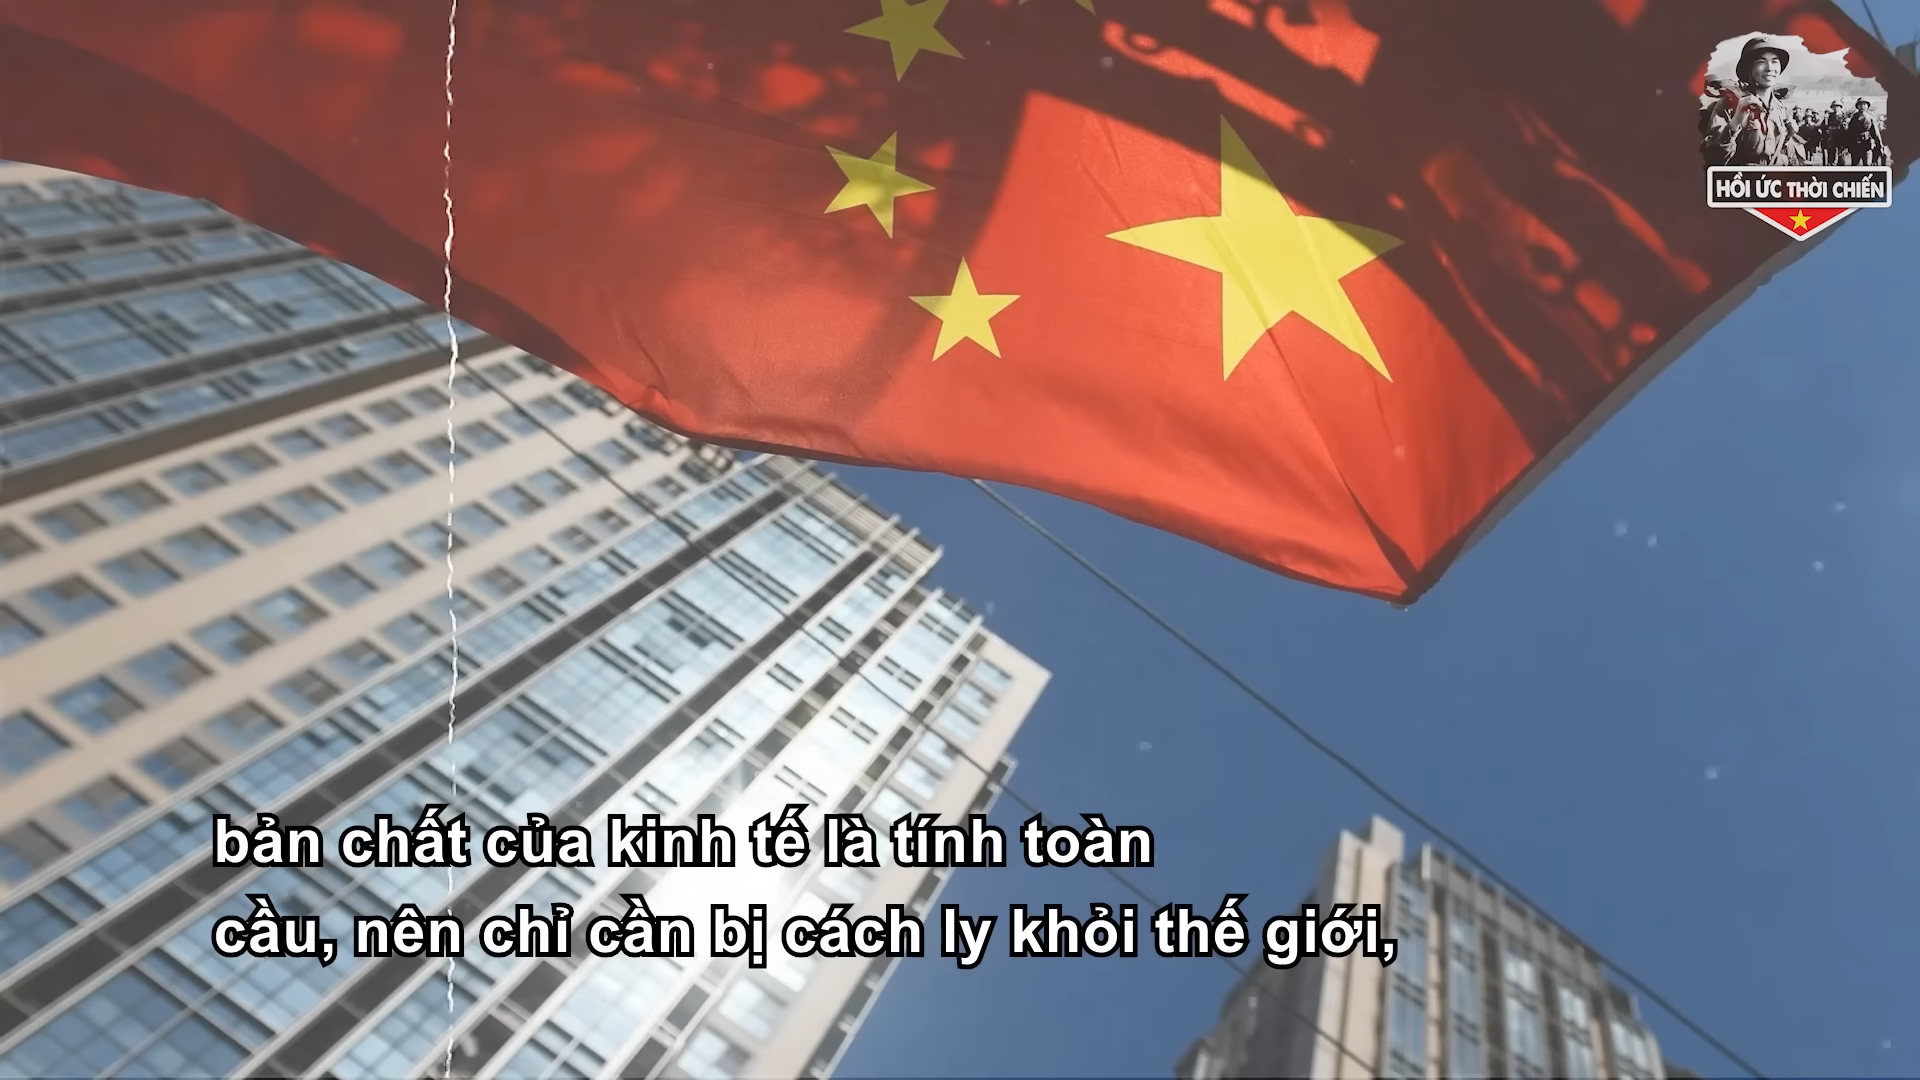 HỒI ỨC THỜI CHIẾN
bản chất của kinh tế là tính toàn
cầu, nên chỉ cần bị cách ly khỏi thế giới,